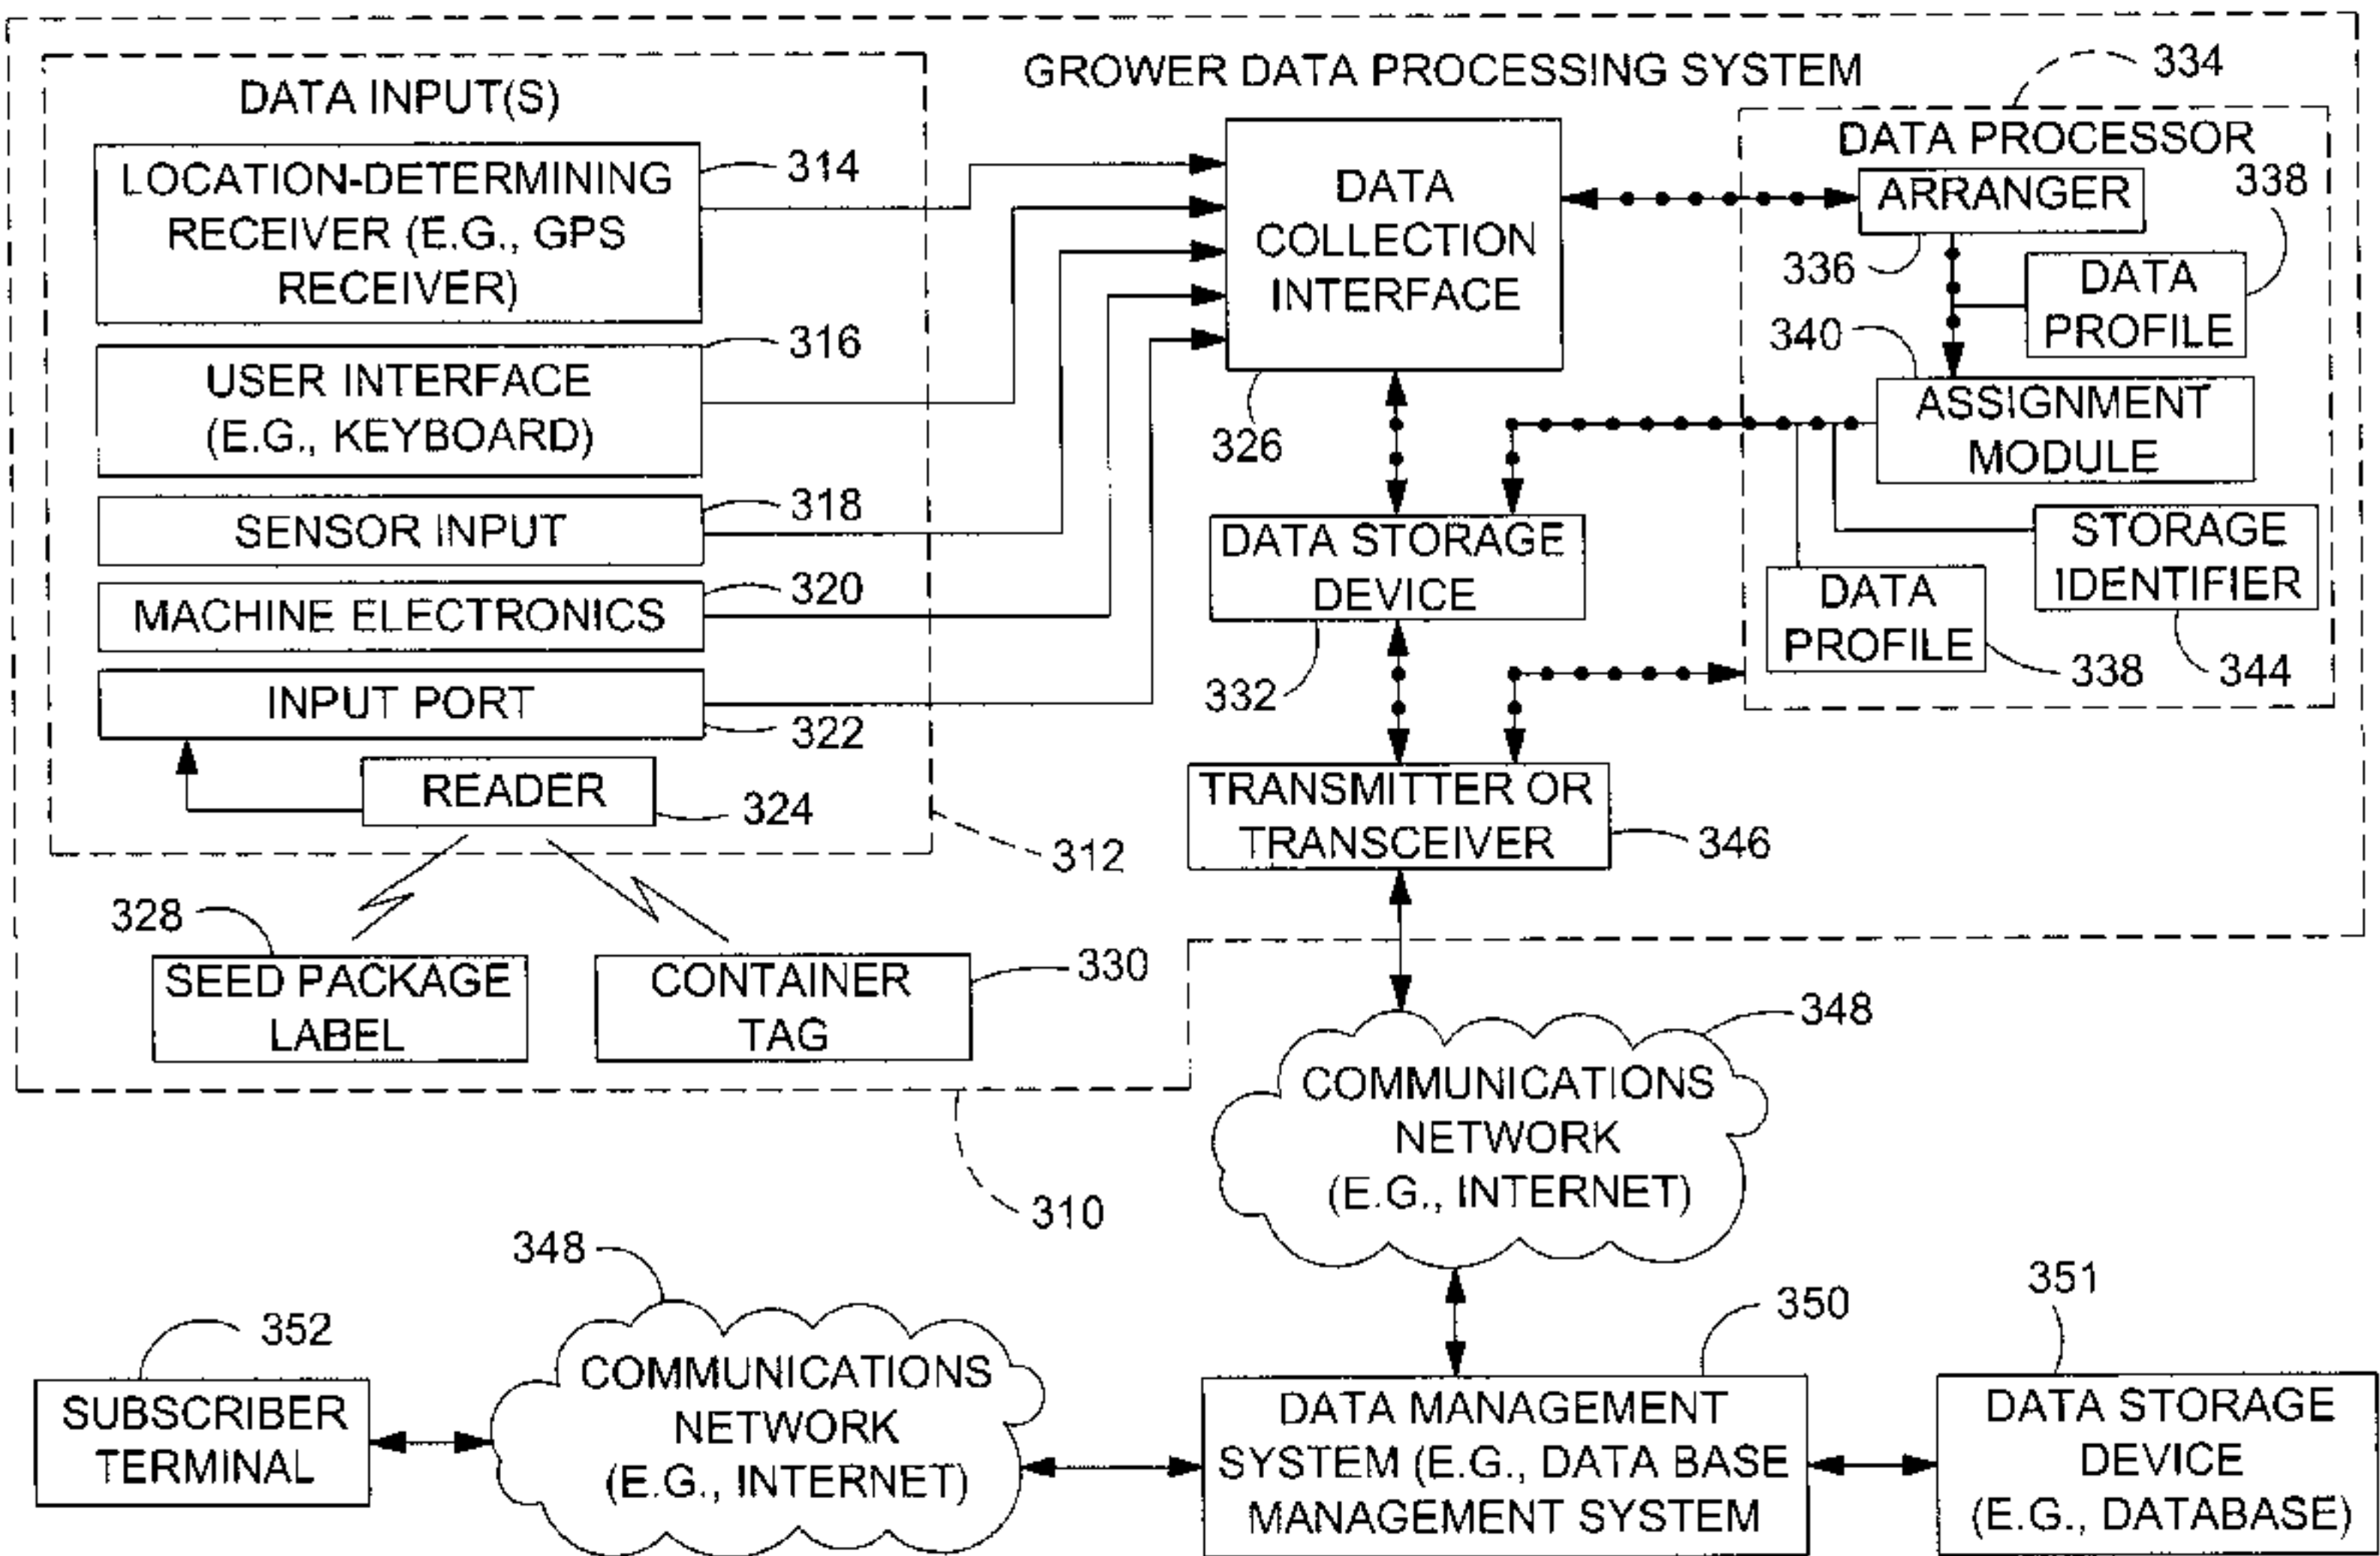 GROWER DATA PROCESSING SYSTEM
334
DATA INPUT(S)
LOCATION-DETERMINING
RECEIVER (E.G., GPS
RECEIVER)
314
USER INTERFACE
(E.G., KEYBOARD)
316
SENSOR INPUT
318
MACHINE ELECTRONICS
320
INPUT PORT
322
READER
324
312
328
SEED PACKAGE
LABEL
CONTAINER
TAG
330
310
DATA
COLLECTION
INTERFACE
326
DATA STORAGE
DEVICE
332
TRANSMITTER OR
TRANSCEIVER
346
DATA PROCESSOR
ARRANGER
336
338
DATA
PROFILE
340
ASSIGNMENT
MODULE
STORAGE
IDENTIFIER
344
DATA
PROFILE
338
348
COMMUNICATIONS
NETWORK
(E.G., INTERNET)
352
SUBSCRIBER
TERMINAL
348
COMMUNICATIONS
NETWORK
(E.G., INTERNET)
350
DATA MANAGEMENT
SYSTEM (E.G., DATA BASE
MANAGEMENT SYSTEM
351
DATA STORAGE
DEVICE
(E.G., DATABASE)